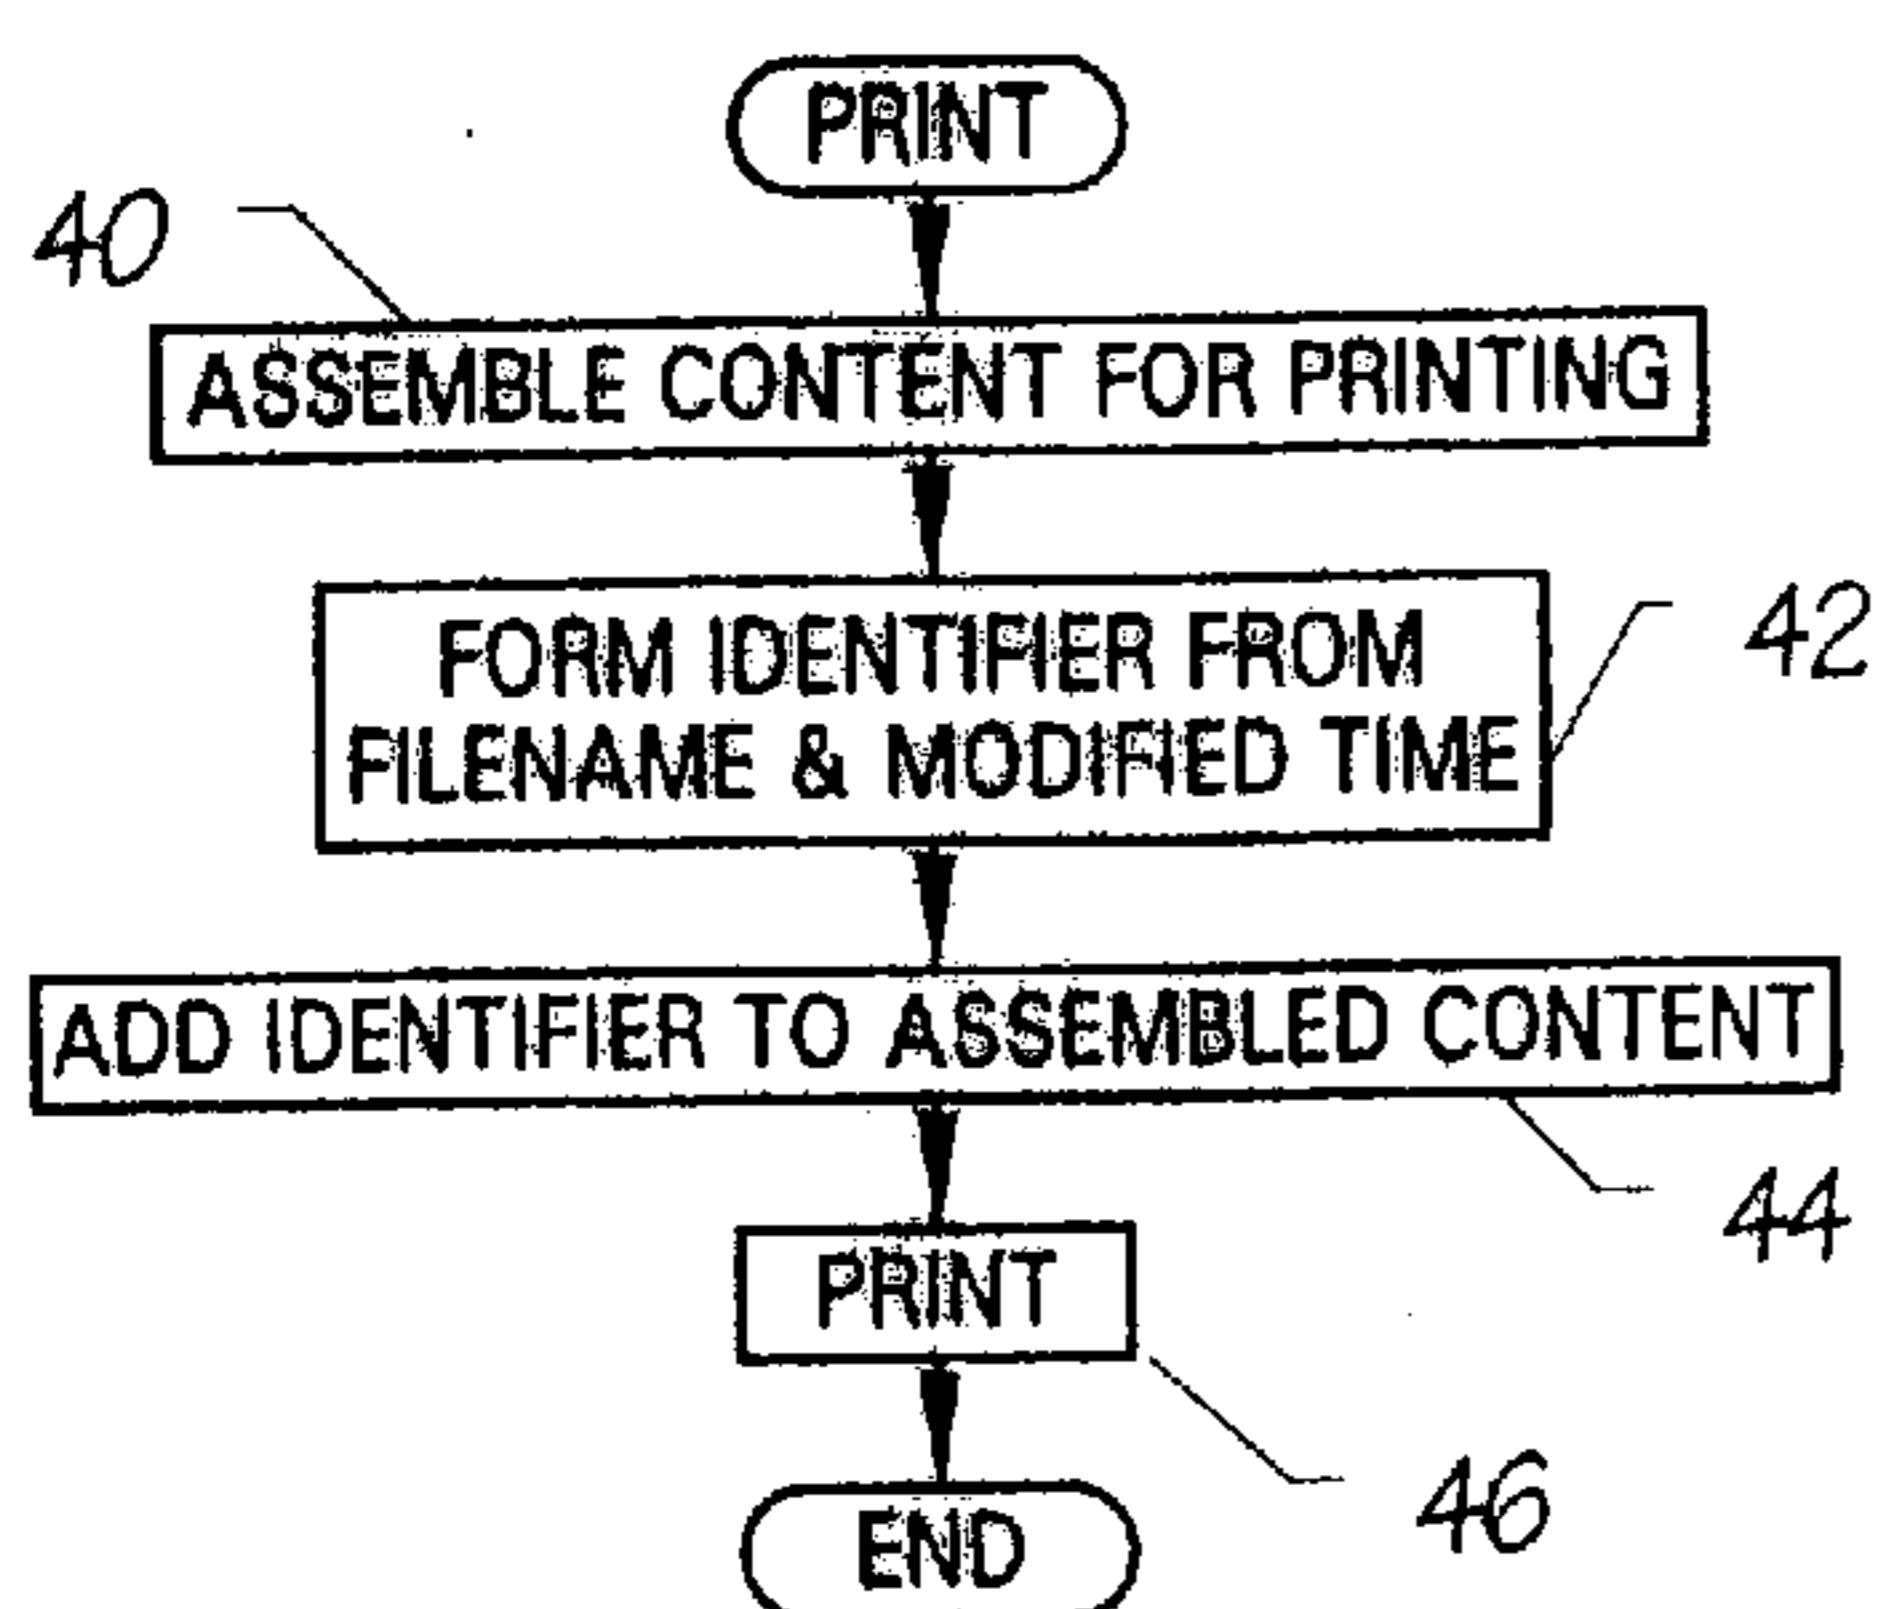 PRINT
40
ASSEMBLE CONTENT FOR PRINTING
FORM IDENTIFIER FROM
FILENAME & MODIFIED TIME
42
ADD IDENTIFIER TO ASSEMBLED CONTENT
44
PRINT
46
END